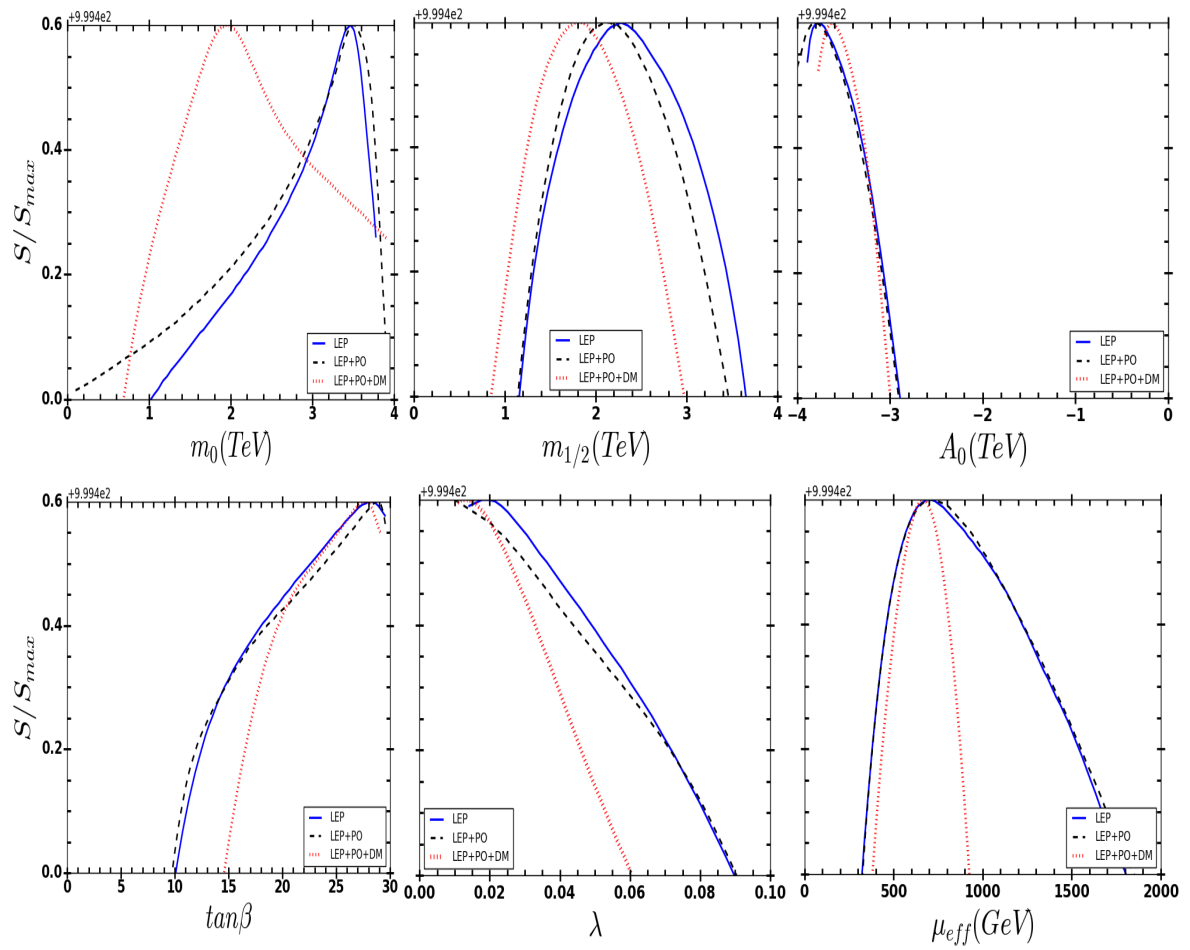 +9.994e2 +9.994e2 +9.994e2
0.6
0.4
0.2
0.0
S/S_max
LEP
LEP+PO
LEP+PO+DM
0 1 2 3 4
m_0(TeV)
LEP
LEP+PO
LEP+PO+DM
0 1 2 3 4
m_{1/2}(TeV)
LEP
LEP+PO
LEP+PO+DM
−4 −3 −2 −1 0
A_0(TeV)
+9.994e2 +9.994e2 +9.994e2
0.6
0.4
0.2
0.0
S/S_max
LEP
LEP+PO
LEP+PO+DM
0 5 10 15 20 25 30
tanβ
LEP
LEP+PO
LEP+PO+DM
0.00 0.02 0.04 0.06 0.08 0.10
λ
LEP
LEP+PO
LEP+PO+DM
0 500 1000 1500 2000
μ_eff(GeV)